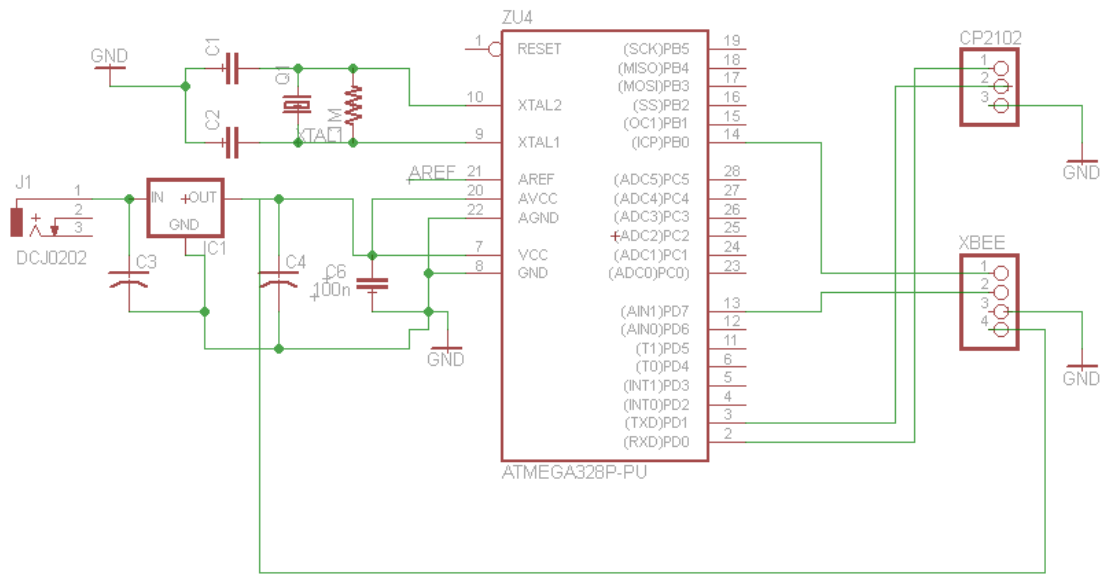 ZU4
GND
C1
Q1
C2
XTAL1
J1
1
2
3
DCJ0202
IN
OUT
GND
IC1
C3
C4
C6
100n
GND
AREF
1 RESET
10 XTAL2
9 XTAL1
21 AREF
20 AVCC
22 AGND
7 VCC
8 GND
(SCK)PB5 19
(MISO)PB4 18
(MOSI)PB3 17
(SS)PB2 16
(OC1)PB1 15
(ICP)PB0 14
(ADC5)PC5 28
(ADC4)PC4 27
(ADC3)PC3 26
(ADC2)PC2 25
(ADC1)PC1 24
(ADC0)PC0) 23
(AIN1)PD7 13
(AIN0)PD6 12
(T1)PD5 11
(T0)PD4 6
(INT1)PD3 5
(INT0)PD2 4
(TXD)PD1 3
(RXD)PD0 2
ATMEGA328P-PU
CP2102
1
2
3
GND
XBEE
1
2
3
4
GND